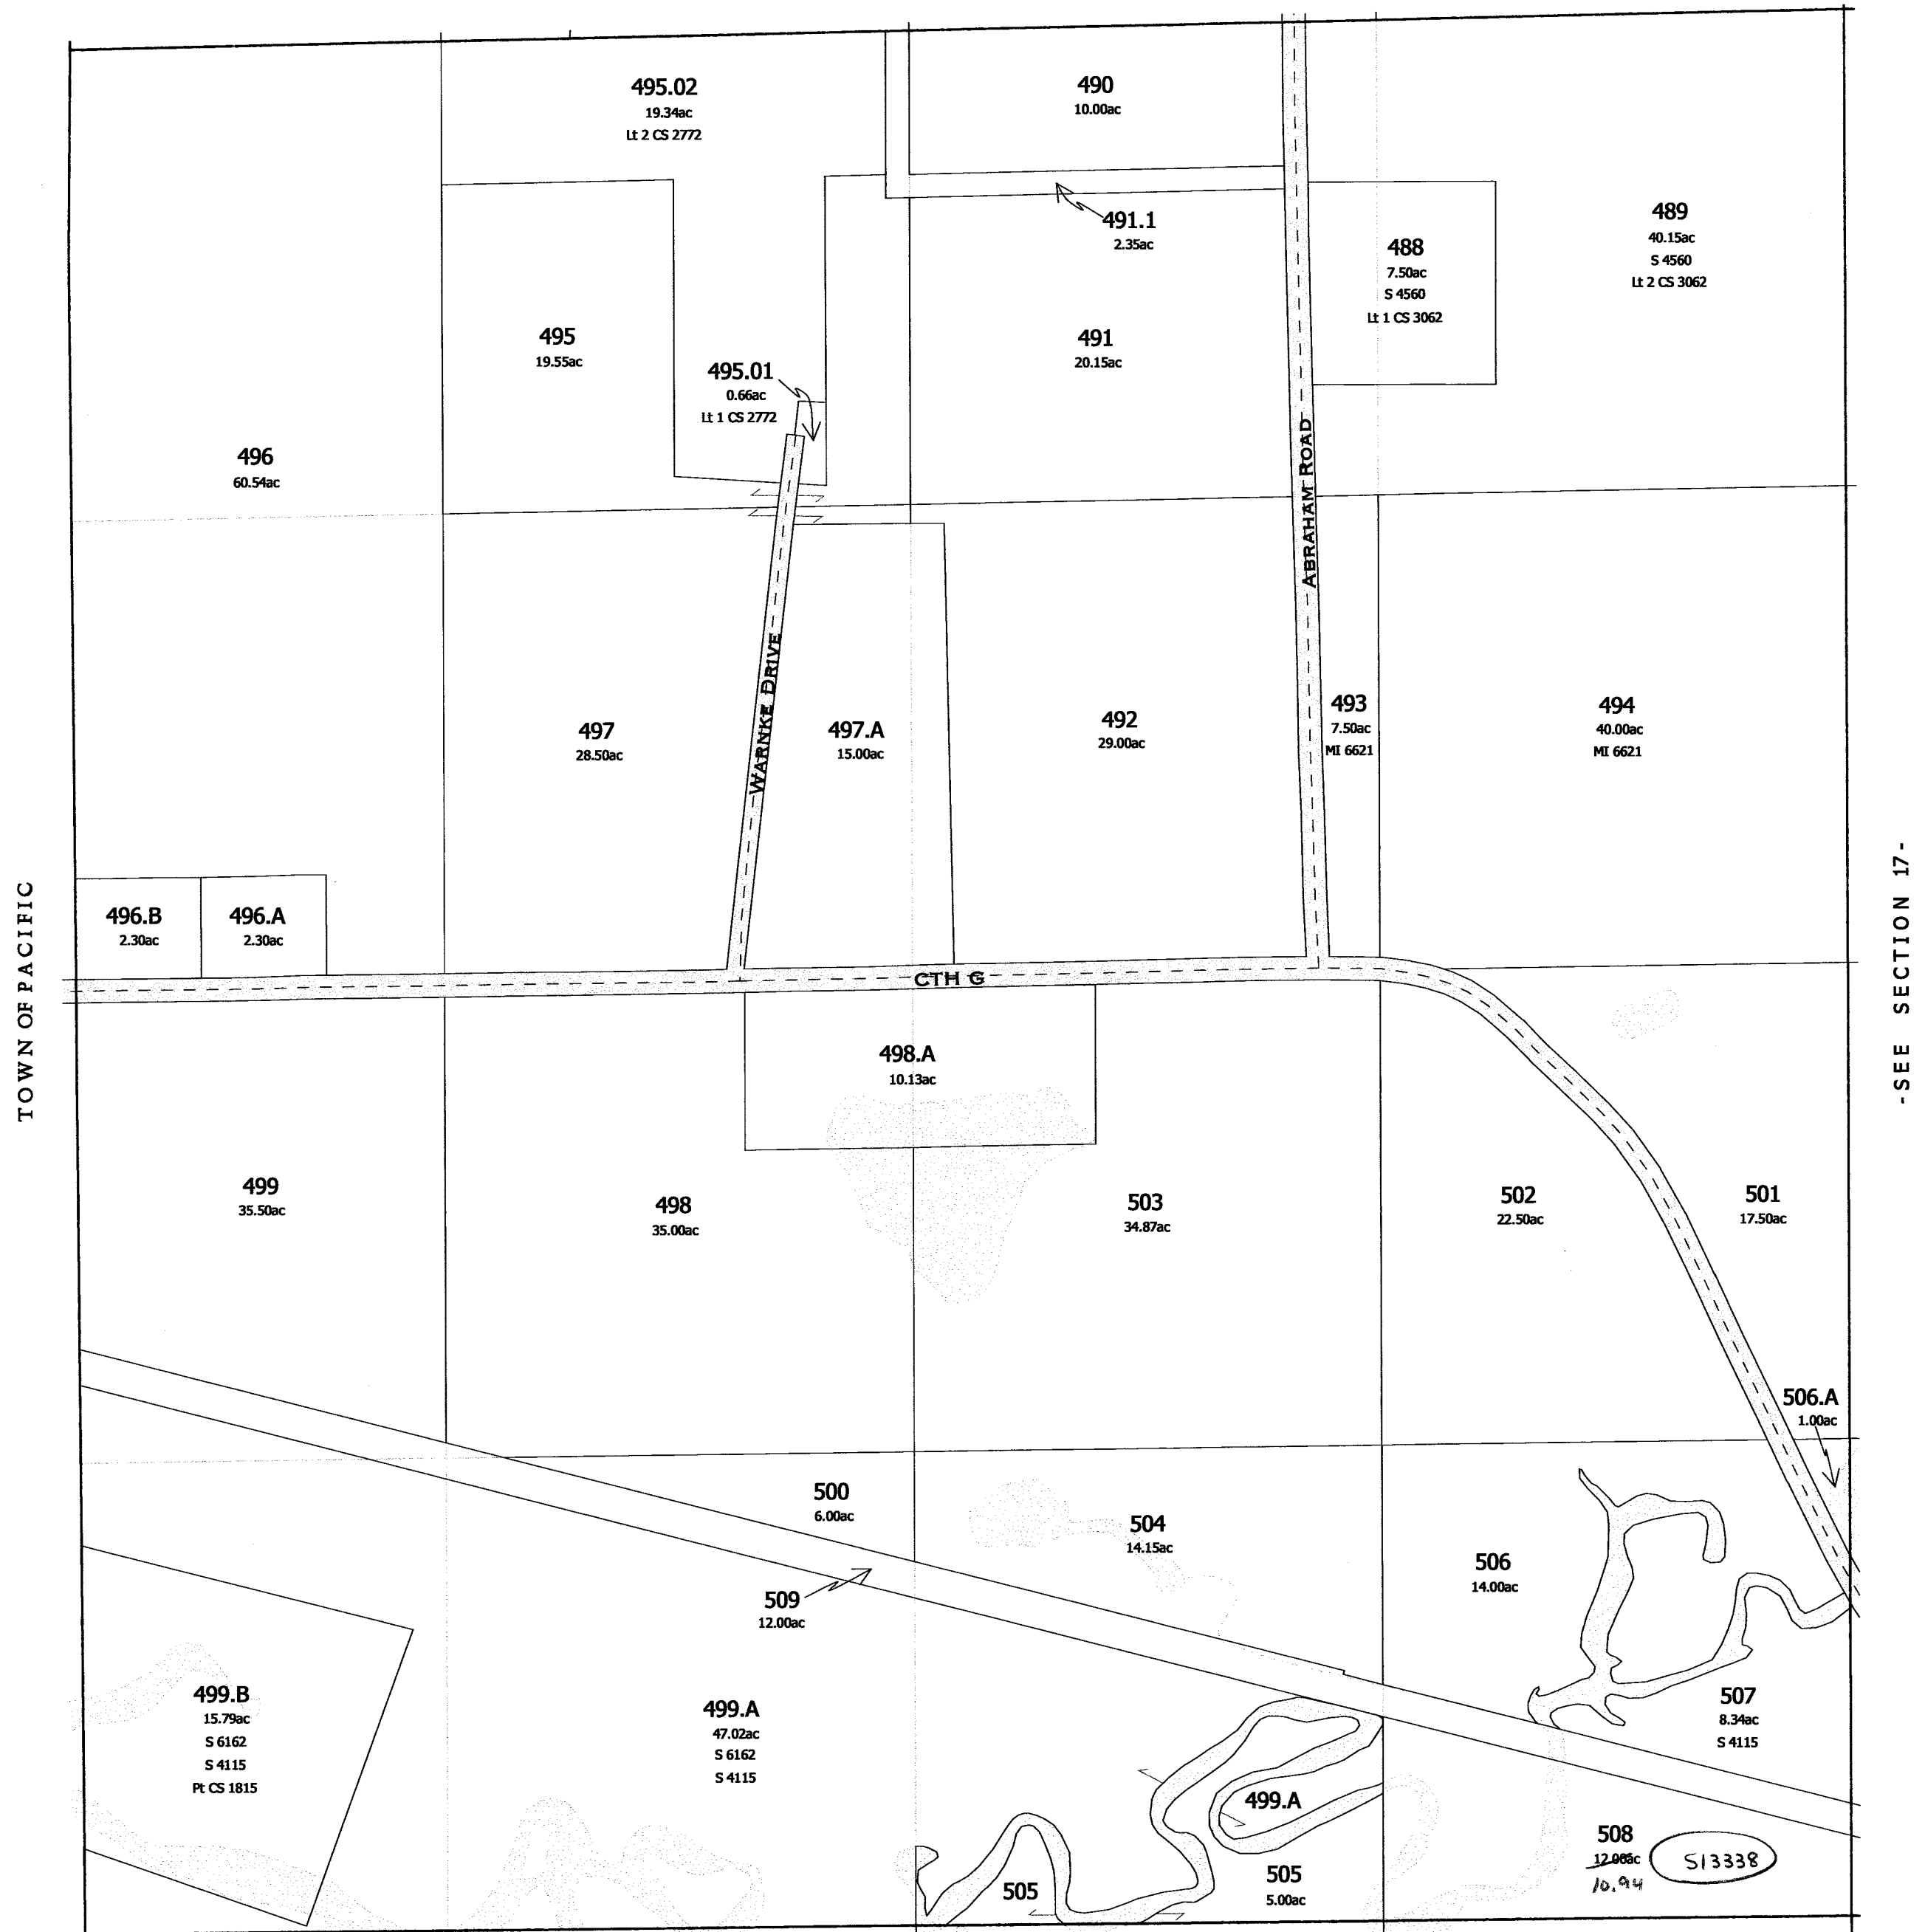 495.02
19.34ac
Lt 2 CS 2772
490
10.00ac
491.1
2.35ac
488
7.50ac
S 4560
Lt 1 CS 3062
489
40.15ac
S 4560
Lt 2 CS 3062
495
19.55ac
495.01
0.66ac
Lt 1 CS 2772
491
20.15ac
496
60.54ac
ABRAHAM ROAD
WARNKE DRIVE
497
28.50ac
497.A
15.00ac
492
29.00ac
493
7.50ac
MI 6621
494
40.00ac
MI 6621
496.B
2.30ac
496.A
2.30ac
TOWN OF PACIFIC
-SEE SECTION 17-
CTH G
498.A
10.13ac
499
35.50ac
498
35.00ac
503
34.87ac
502
22.50ac
501
17.50ac
506.A
1.00ac
500
6.00ac
504
14.15ac
506
14.00ac
509
12.00ac
499.B
15.79ac
S 6162
S 4115
Pt CS 1815
499.A
47.02ac
S 6162
S 4115
507
8.34ac
S 4115
499.A
505
505
5.00ac
508
12.00ac
10.94
513338